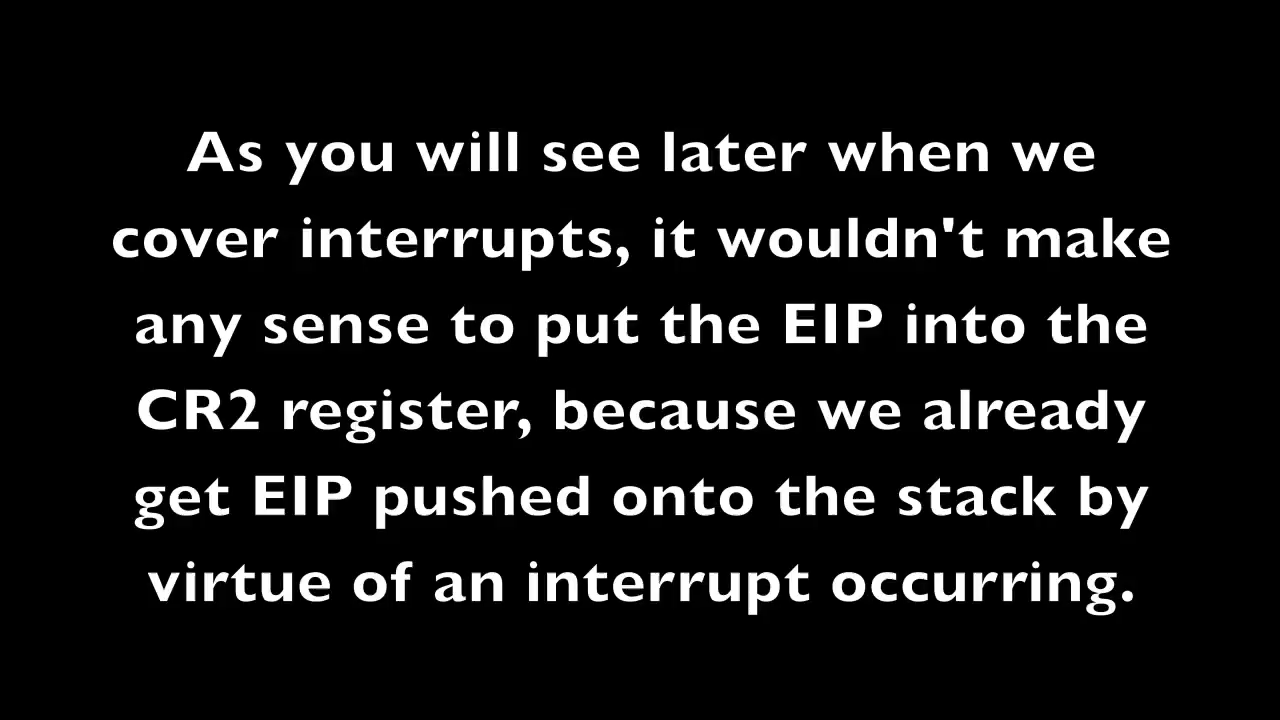 As you will see later when we
cover interrupts, it wouldn't make
any sense to put the EIP into the
CR2 register, because we already
get EIP pushed onto the stack by
virtue of an interrupt occurring.